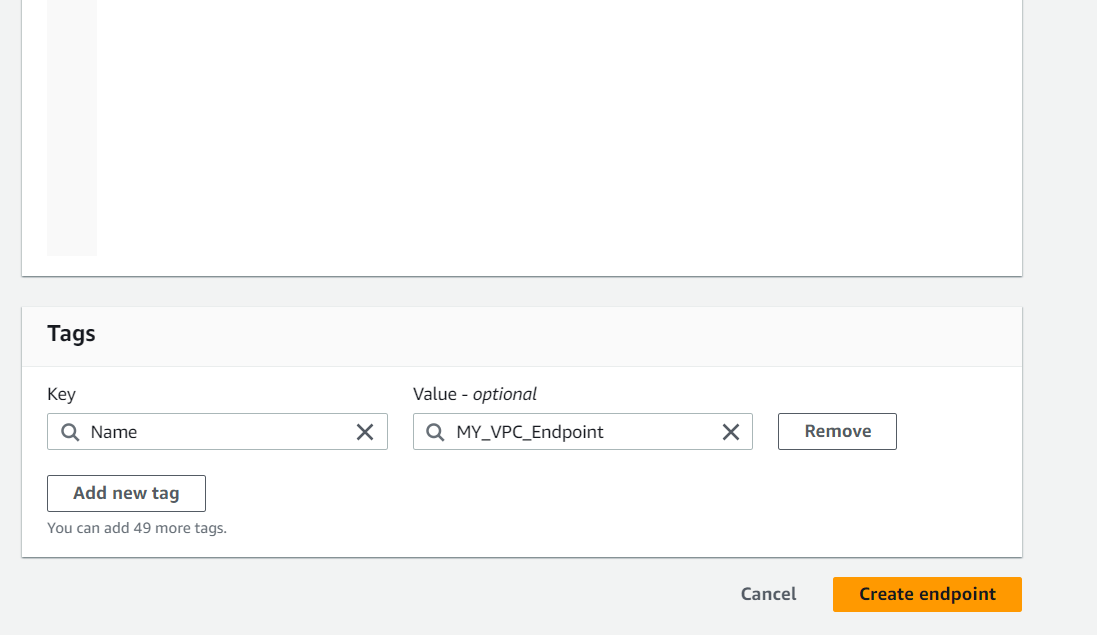 Tags
Key Value - optional
Name MY_VPC_Endpoint Remove
Add new tag
You can add 49 more tags.
Cancel Create endpoint